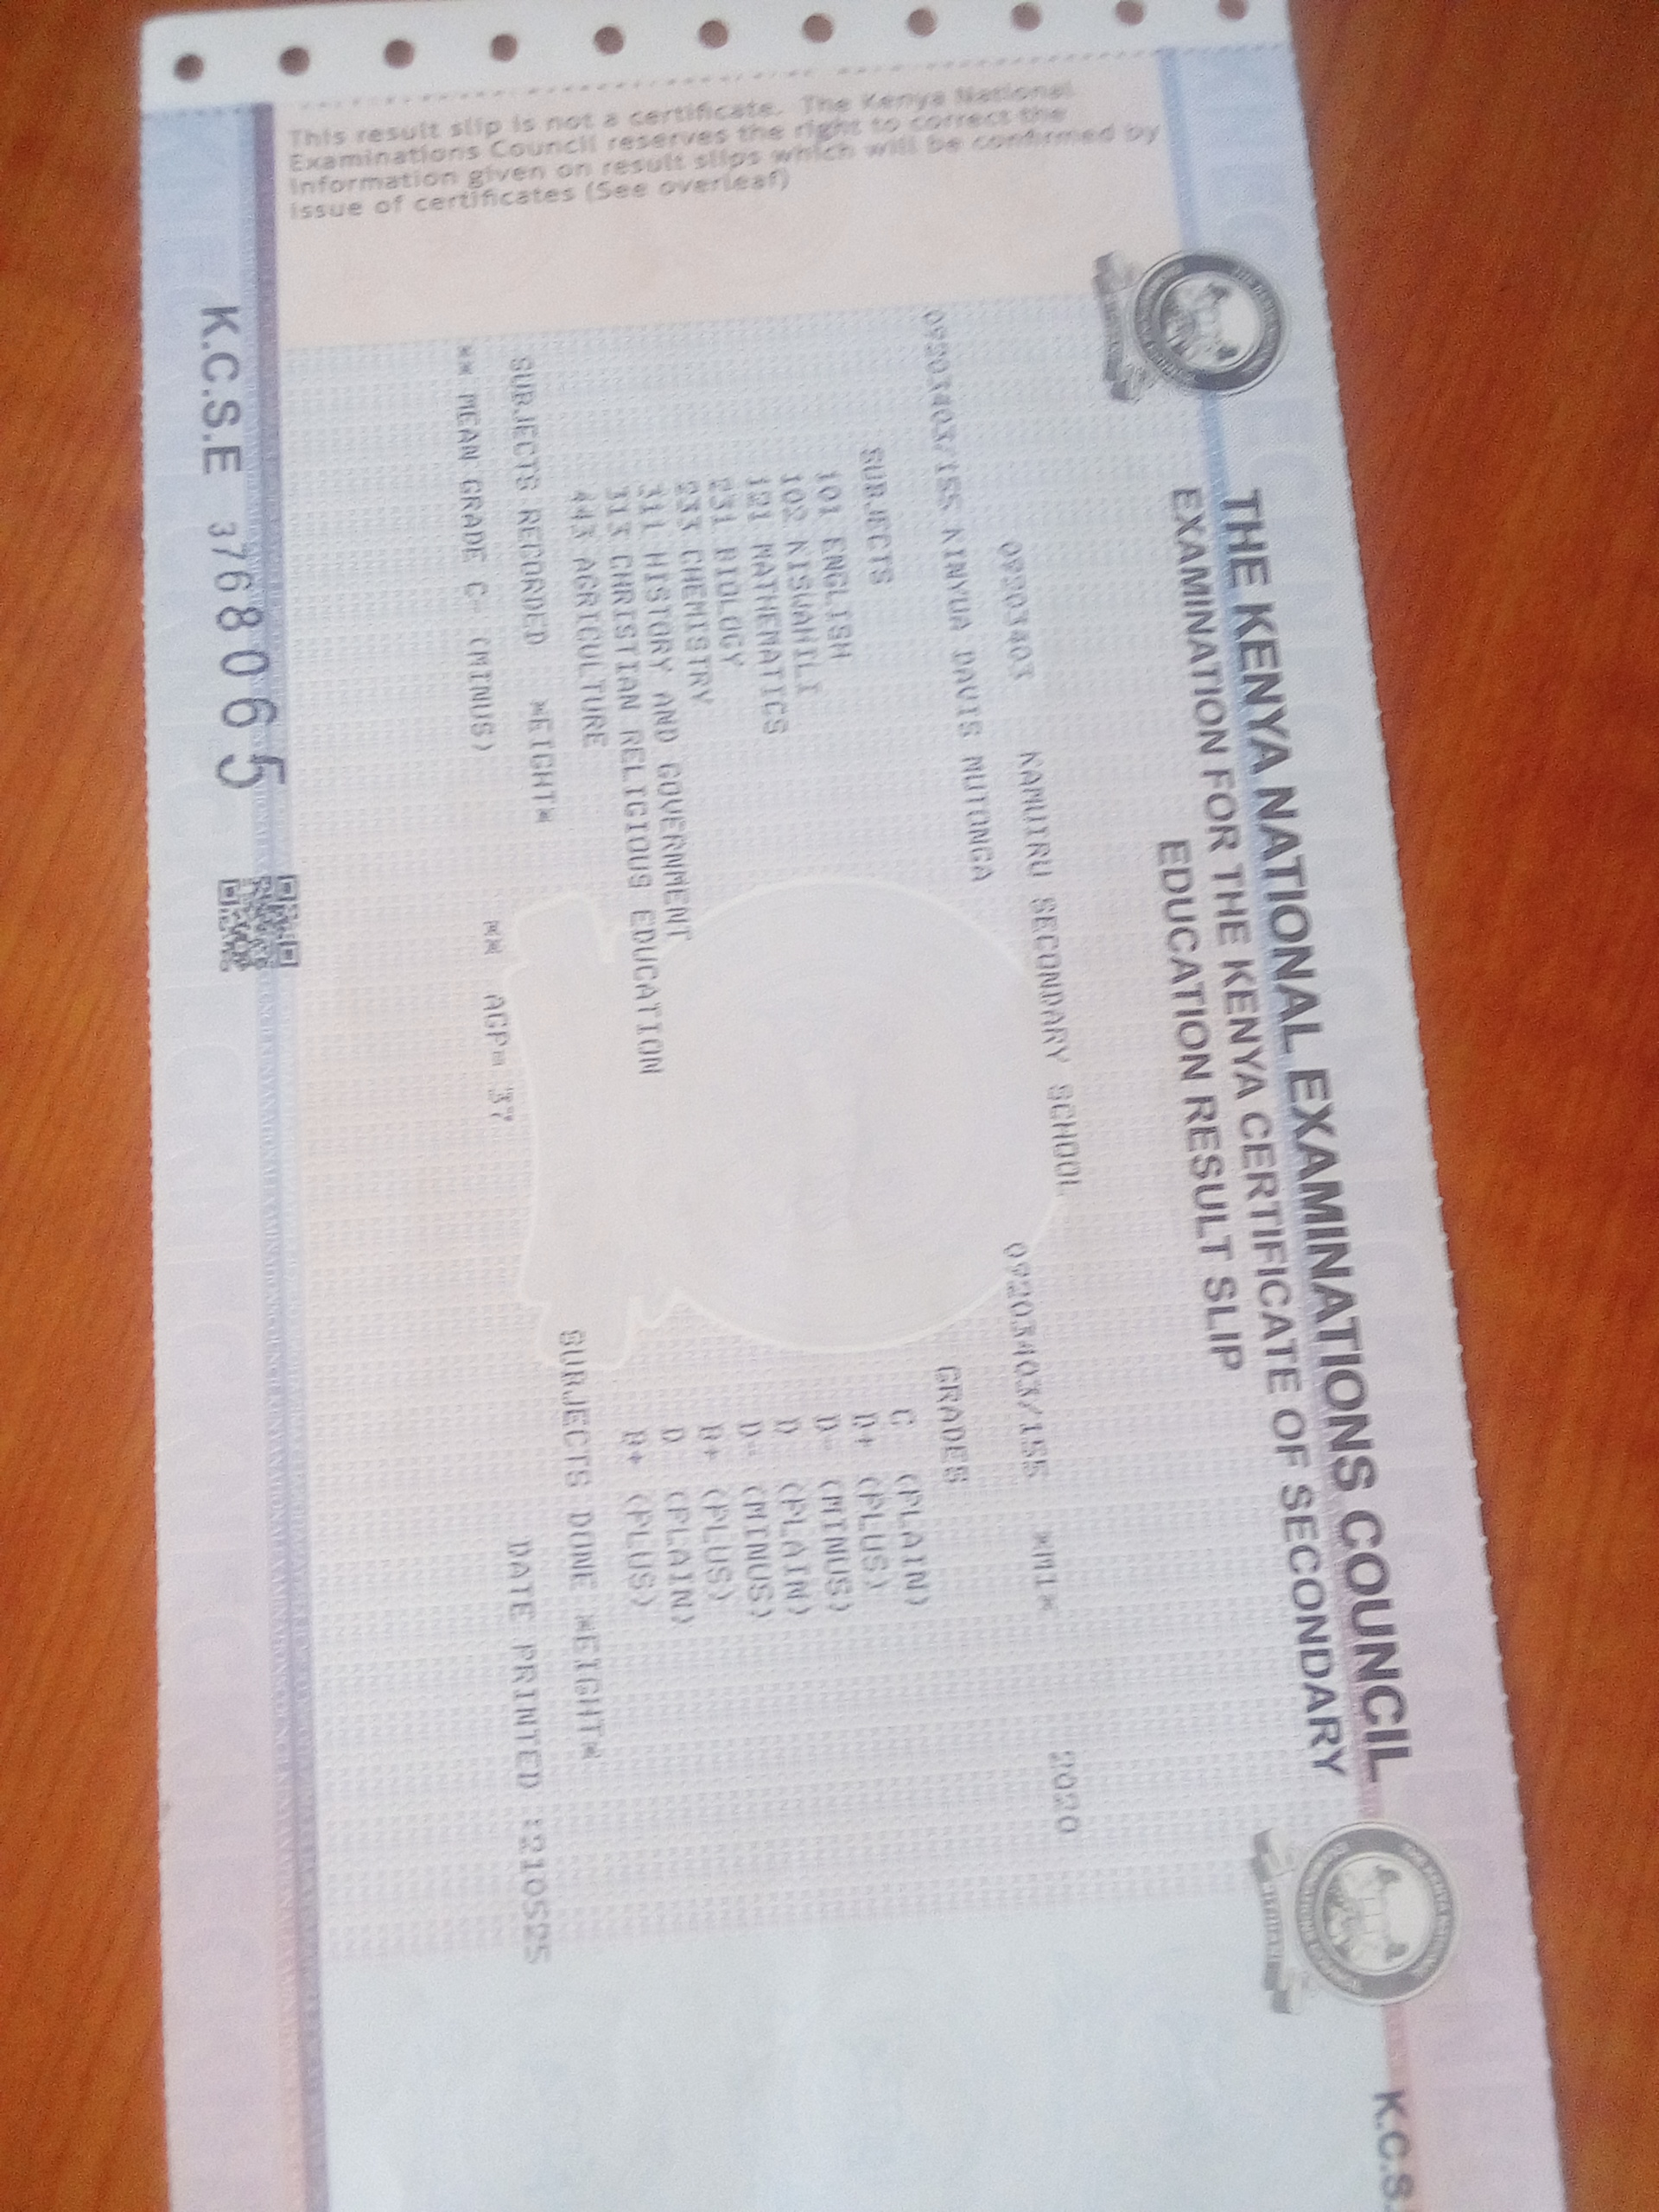 This result slip is not a certificate. The Kenya National
Examinations Council reserves the right to correct the
information given on result slips which will be confirmed by
issue of certificates (See overleaf)
THE KENYA NATIONAL EXAMINATIONS COUNCIL
EXAMINATION FOR THE KENYA CERTIFICATE OF SECONDARY
EDUCATION RESULT SLIP
09203403 KAMUIRU SECONDARY SCHOOL 09203403/155 *M1* 2020
09203403/155 KINYUA DAVIS MUTONGA
SUBJECTS GRADES
101 ENGLISH C (PLAIN)
102 KISWAHILI D+ (PLUS)
121 MATHEMATICS D- (MINUS)
231 BIOLOGY D (PLAIN)
233 CHEMISTRY D- (MINUS)
311 HISTORY AND GOVERNMENT B+ (PLUS)
313 CHRISTIAN RELIGIOUS EDUCATION D (PLAIN)
443 AGRICULTURE B+ (PLUS)
SUBJECTS RECORDED *EIGHT* SUBJECTS DONE *EIGHT*
** MEAN GRADE C- (MINUS) ** AGP= 37 DATE PRINTED :210525
K.C.S.E 3768065
K.C.S.